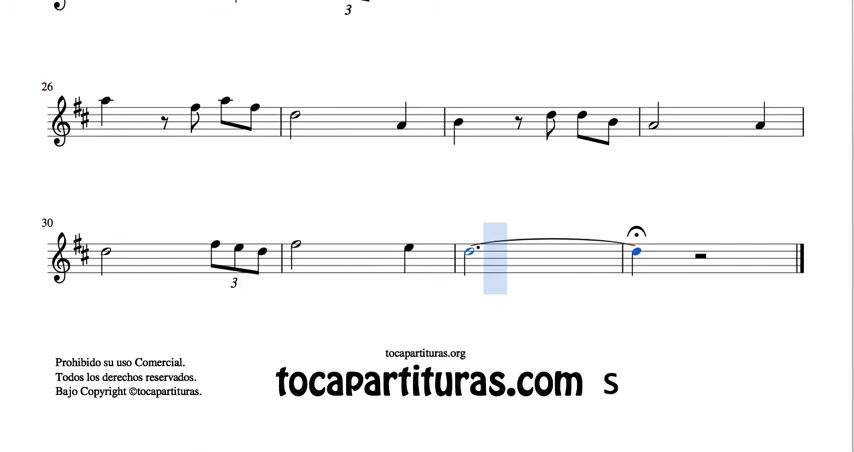 3
26
30
3
tocapartituras.org
Prohibido su uso Comercial.
Todos los derechos reservados.
Bajo Copyright ©tocapartituras.
tocapartituras.com s